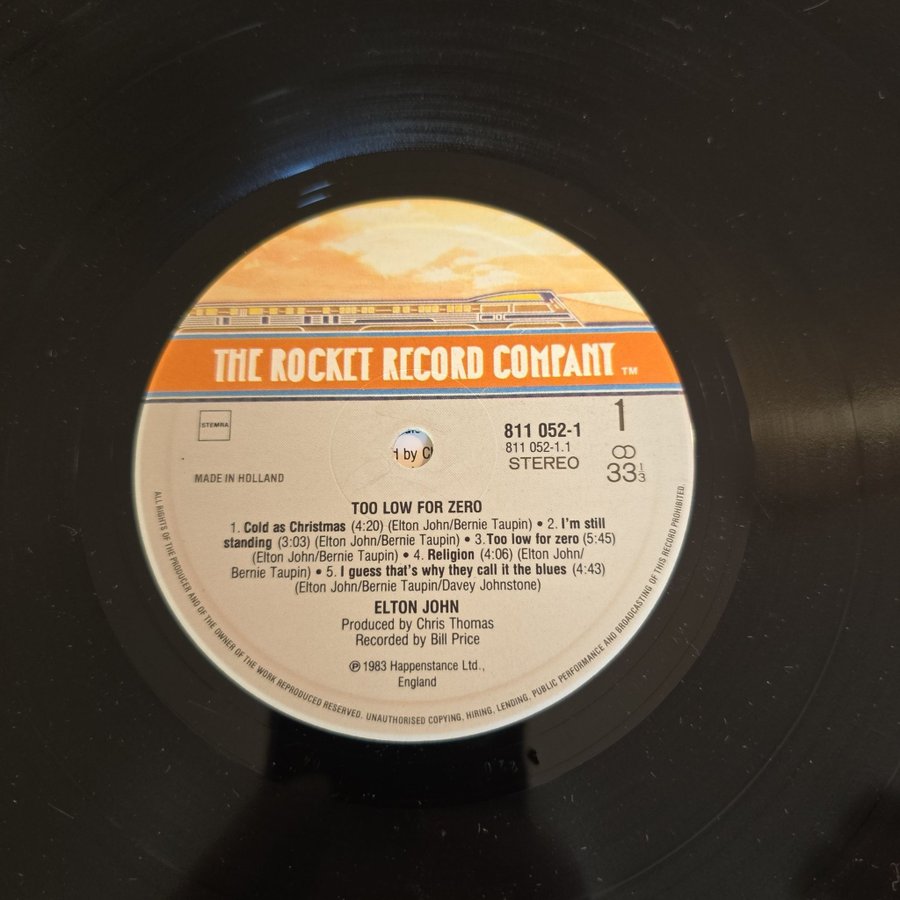 THE ROCKET RECORD COMPANY TM
STEMRA
811 052-1
1
811 052-1.1
STEREO
33 1/3
MADE IN HOLLAND
TOO LOW FOR ZERO
1. Cold as Christmas (4:20) (Elton John/Bernie Taupin) • 2. I'm still
standing (3:03) (Elton John/Bernie Taupin) • 3.Too low for zero (5:45)
(Elton John/Bernie Taupin) • 4. Religion (4:06) (Elton John/
Bernie Taupin) • 5. I guess that's why they call it the blues (4:43)
(Elton John/Bernie Taupin/Davey Johnstone)
ELTON JOHN
Produced by Chris Thomas
Recorded by Bill Price
℗ 1983 Happenstance Ltd.,
England
ALL RIGHTS OF THE PRODUCER AND OF THE OWNER OF THE WORK REPRODUCED RESERVED. UNAUTHORISED COPYING, HIRING, LENDING, PUBLIC PERFORMANCE AND BROADCASTING OF THIS RECORD PROHIBITED.